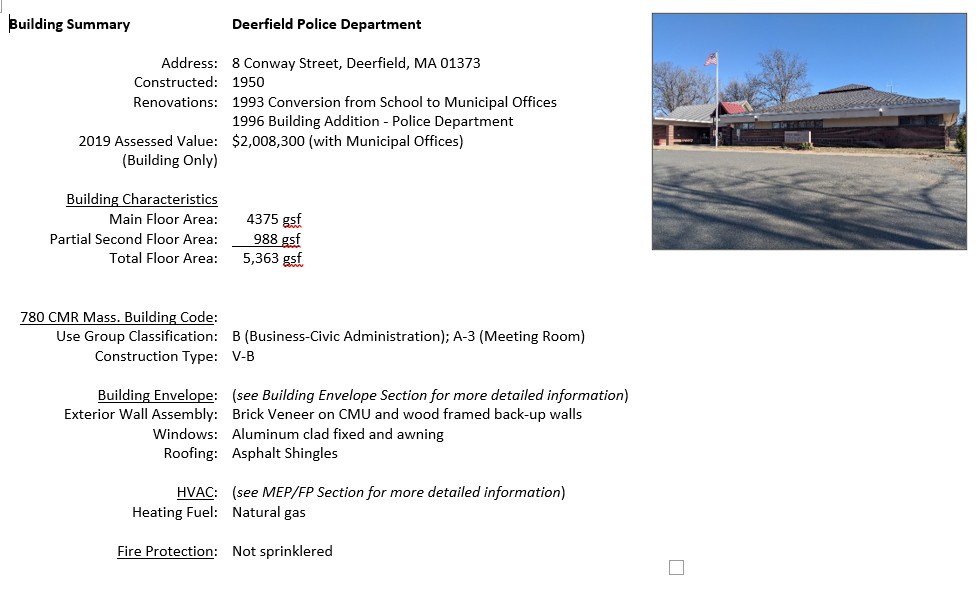 Building Summary Deerfield Police Department
Address: 8 Conway Street, Deerfield, MA 01373
Constructed: 1950
Renovations: 1993 Conversion from School to Municipal Offices
1996 Building Addition - Police Department
2019 Assessed Value: $2,008,300 (with Municipal Offices)
(Building Only)
Building Characteristics
Main Floor Area: 4375 gsf
Partial Second Floor Area: 988 gsf
Total Floor Area: 5,363 gsf
780 CMR Mass. Building Code:
Use Group Classification: B (Business-Civic Administration); A-3 (Meeting Room)
Construction Type: V-B
Building Envelope: (see Building Envelope Section for more detailed information)
Exterior Wall Assembly: Brick Veneer on CMU and wood framed back-up walls
Windows: Aluminum clad fixed and awning
Roofing: Asphalt Shingles
HVAC: (see MEP/FP Section for more detailed information)
Heating Fuel: Natural gas
Fire Protection: Not sprinklered